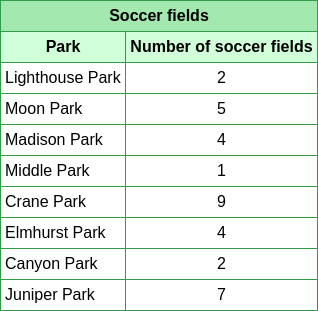 Soccer fields
Park Number of soccer fields
Lighthouse Park 2
Moon Park 5
Madison Park 4
Middle Park 1
Crane Park 9
Elmhurst Park 4
Canyon Park 2
Juniper Park 7